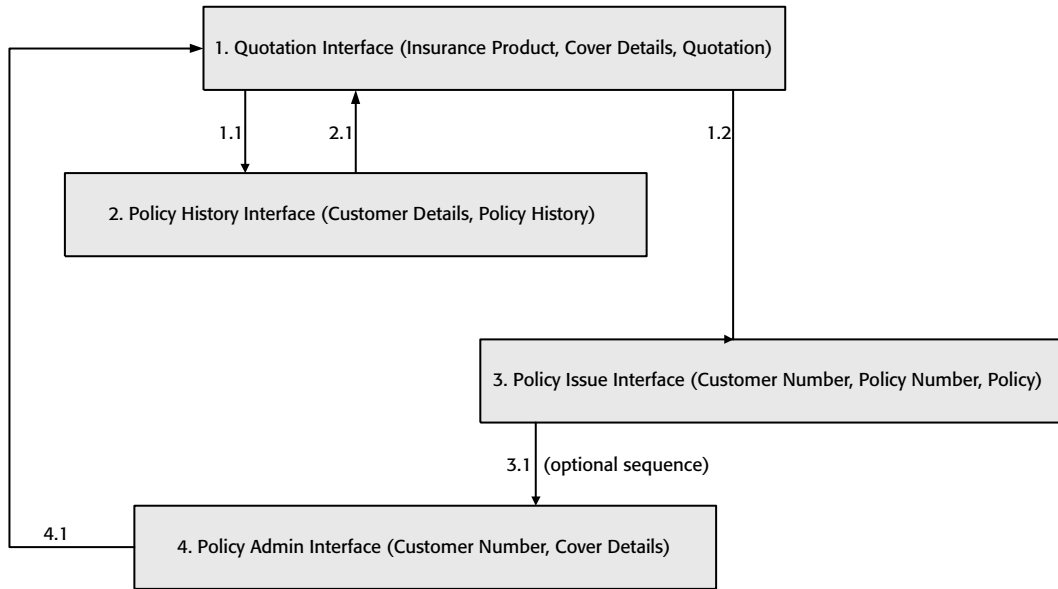 1. Quotation Interface (Insurance Product, Cover Details, Quotation)
1.1
2.1
1.2
2. Policy History Interface (Customer Details, Policy History)
3. Policy Issue Interface (Customer Number, Policy Number, Policy)
3.1 (optional sequence)
4.1
4. Policy Admin Interface (Customer Number, Cover Details)